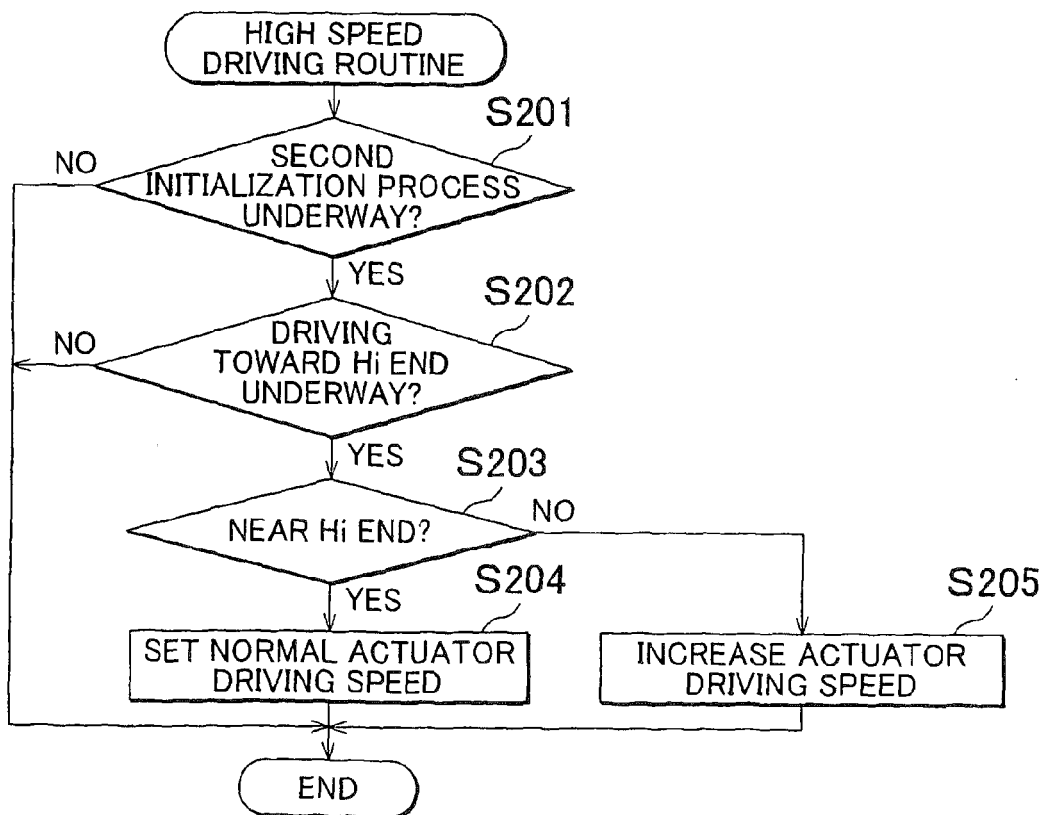 HIGH SPEED
DRIVING ROUTINE
S201
NO
SECOND
INITIALIZATION PROCESS
UNDERWAY?
YES
S202
NO
DRIVING
TOWARD Hi END
UNDERWAY?
YES
S203
NEAR Hi END?
NO
YES
S204
SET NORMAL ACTUATOR
DRIVING SPEED
S205
INCREASE ACTUATOR
DRIVING SPEED
END